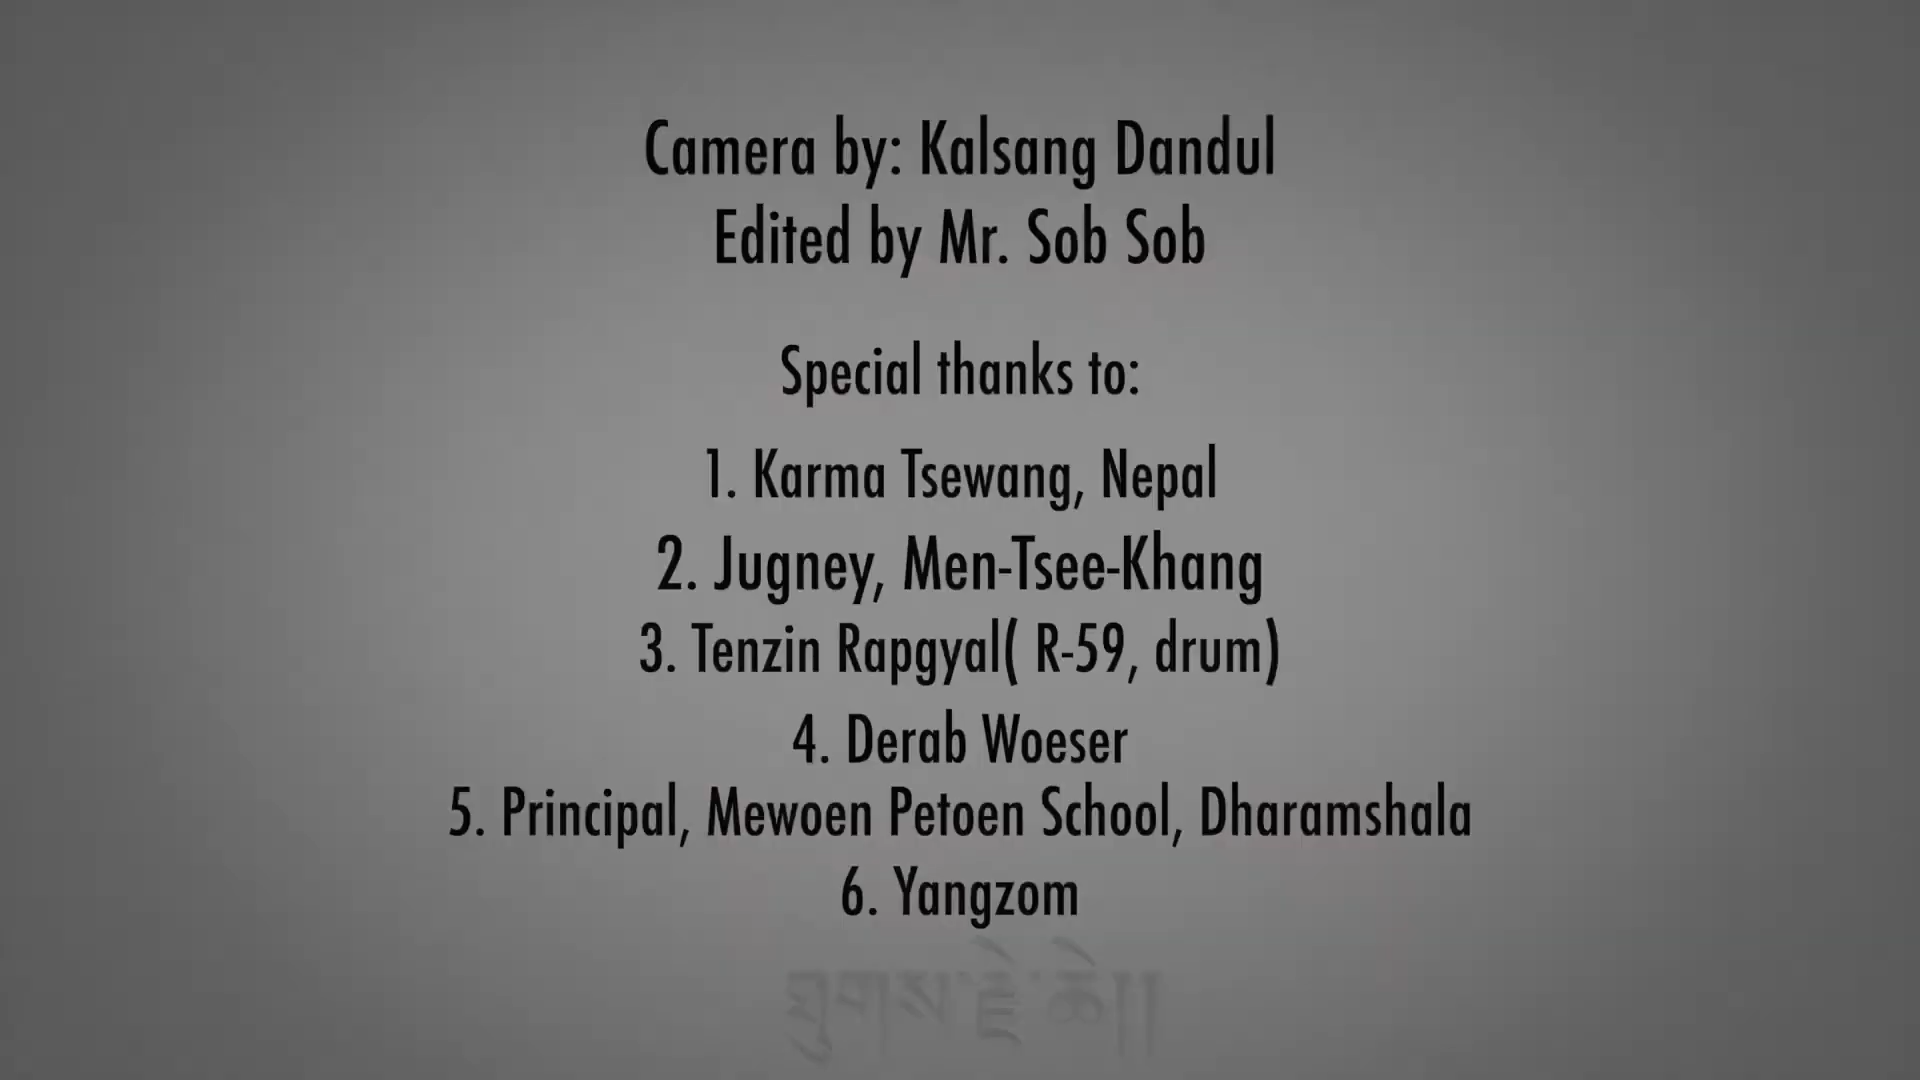 Camera by: Kalsang Dandul
Edited by Mr. Sob Sob
Special thanks to:
1. Karma Tsewang, Nepal
2. Jugney, Men-Tsee-Khang
3. Tenzin Rapgyal( R-59, drum)
4. Derab Woeser
5. Principal, Mewoen Petoen School, Dharamshala
6. Yangzom
ཐུགས་རྗེ་ཆེ།།